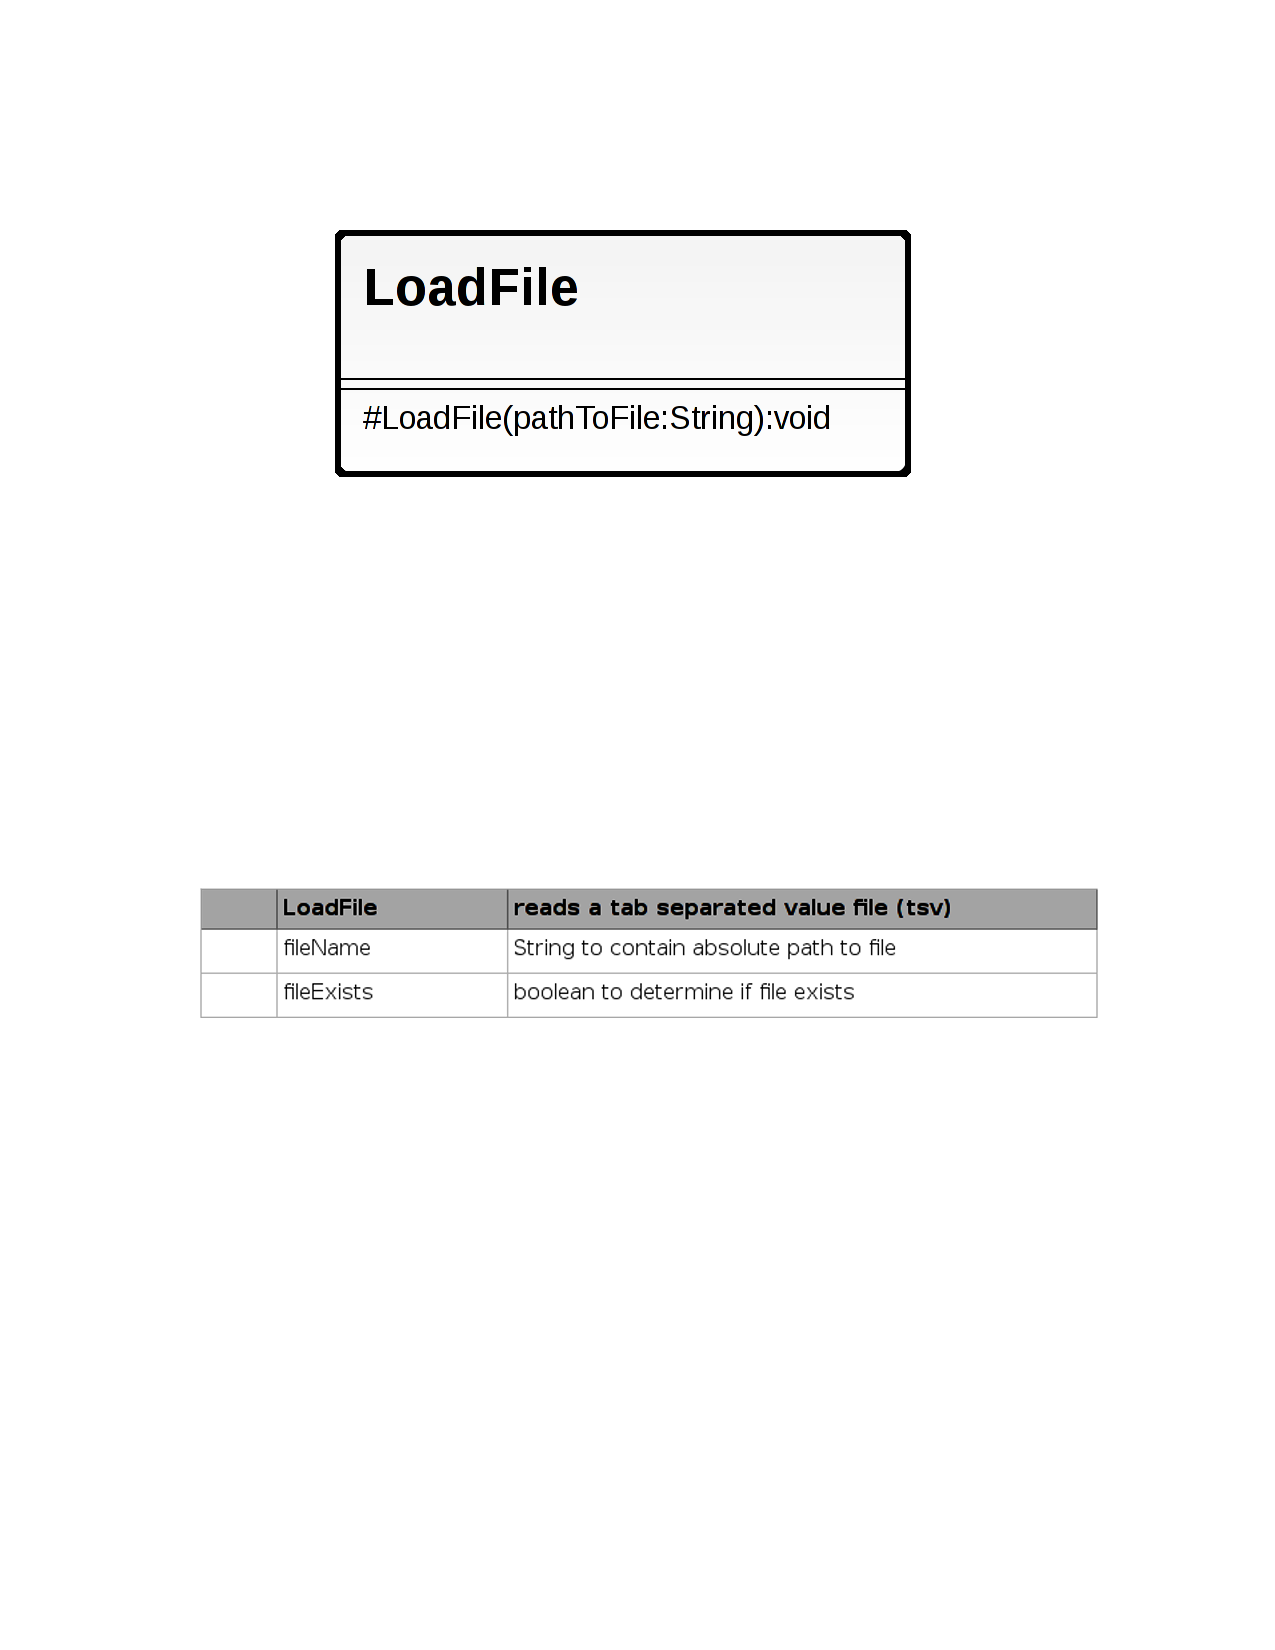 LoadFile
#LoadFile(pathToFile:String):void
LoadFile reads a tab separated value file (tsv)
fileName String to contain absolute path to file
fileExists boolean to determine if file exists